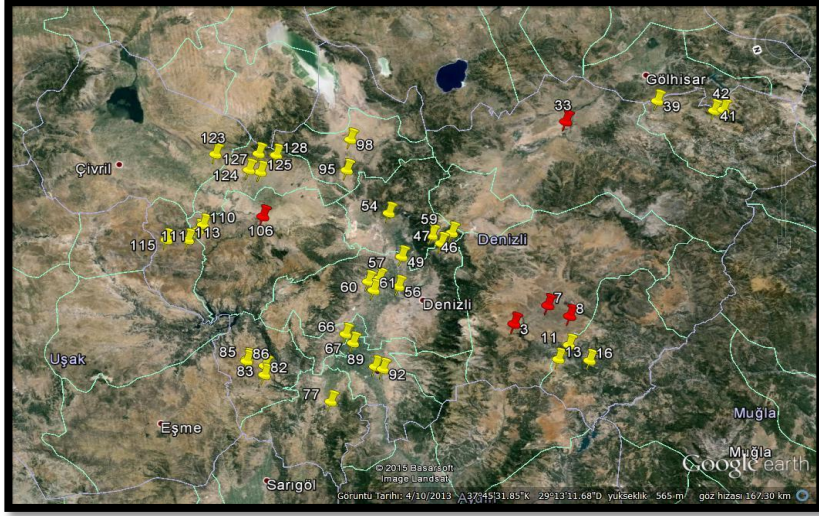 Gölhisar
42
39
41
33
123
98
128
127
125
124
95
Çivril
54
59
110
106
113
115
47
46
Denizli
49
57
60
61
56
Denizli
7
8
3
66
11
67
13
16
85
86
89
82
83
92
Uşak
77
Muğla
Eşme
Muğla
Google earth
© 2015 Basarsoft
Image Landsat
Sarıgöl
Aydın
Görüntü Tarihi: 4/10/2013 37°45'31.85"K 29°13'11.68"D yükseklik 565 m göz hizası 167.30 km